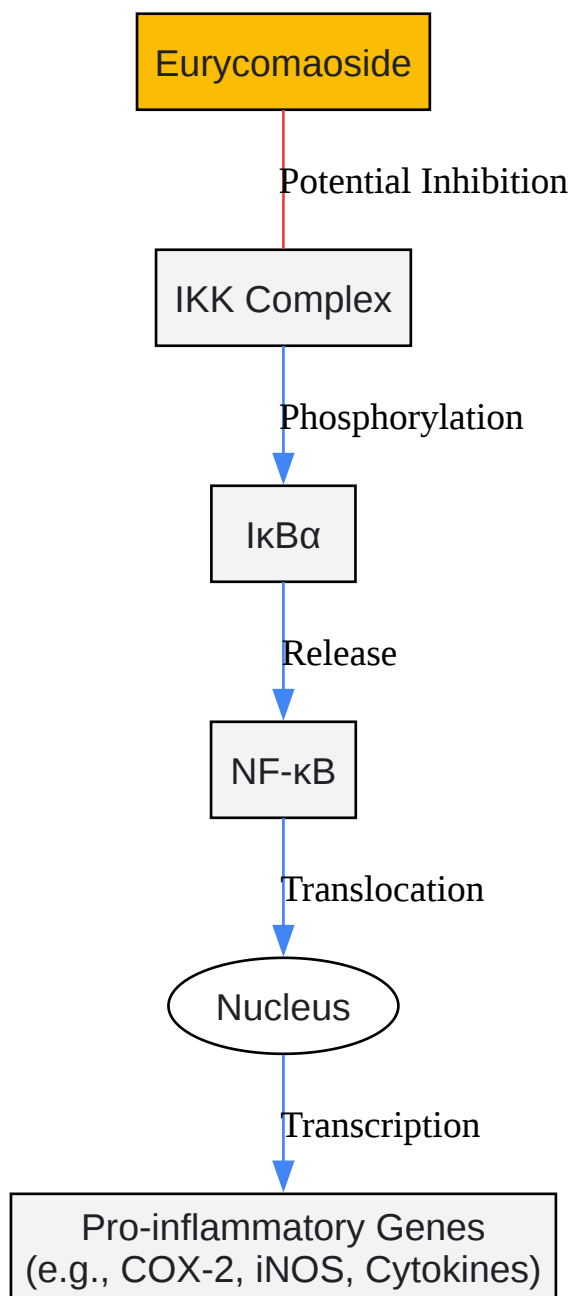 Eurycomaoside
Potential Inhibition
IKK Complex
Phosphorylation
IκBα
Release
NF-κB
Translocation
Nucleus
Transcription
Pro-inflammatory Genes
(e.g., COX-2, iNOS, Cytokines)